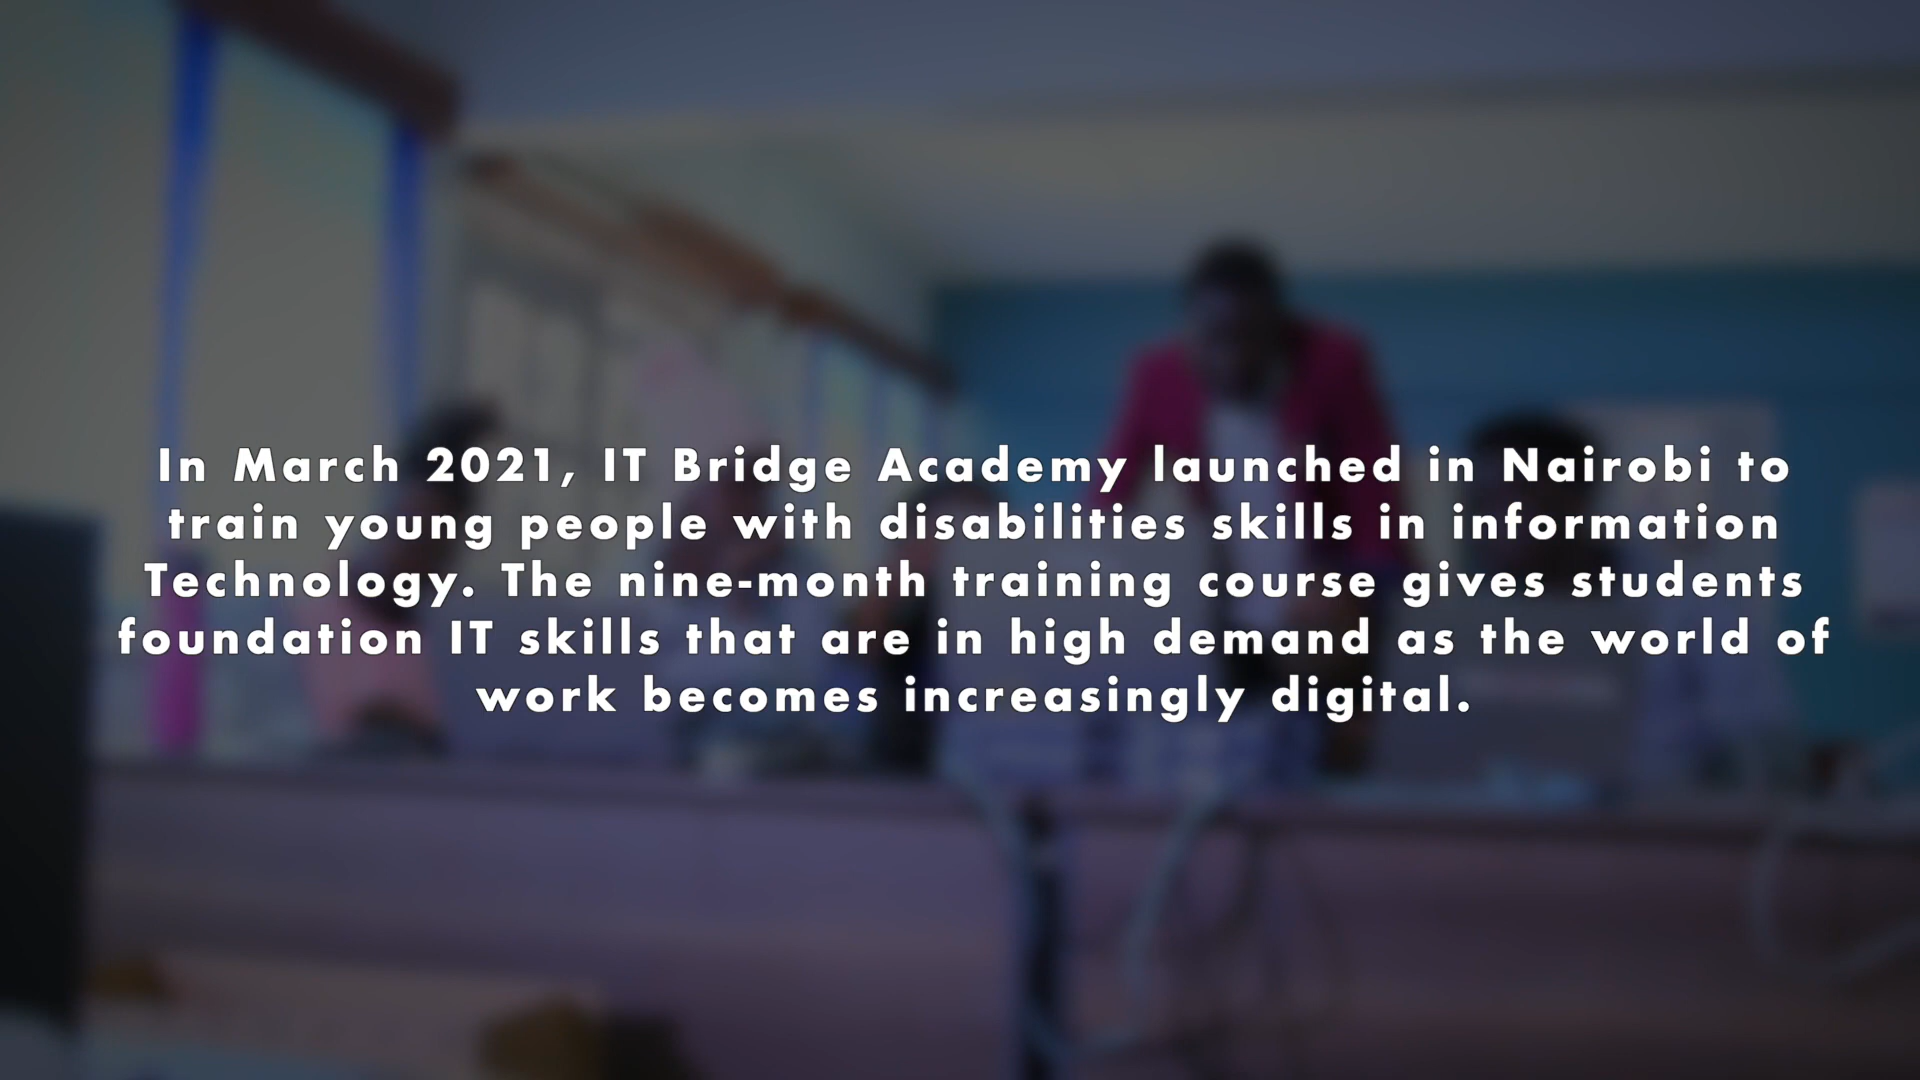 In March 2021, IT Bridge Academy launched in Nairobi to
train young people with disabilities skills in information
Technology. The nine-month training course gives students
foundation IT skills that are in high demand as the world of
work becomes increasingly digital.